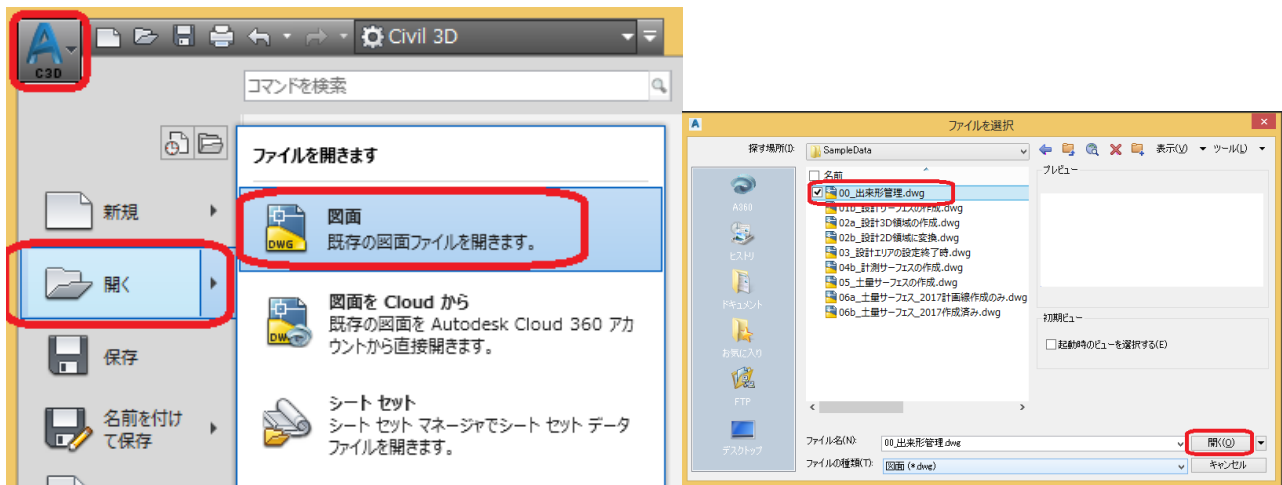 C3D
Civil 3D
コマンドを検索
ファイルを開きます
新規
図面
既存の図面ファイルを開きます。
DWG
開く
図面を Cloud から
既存の図面を Autodesk Cloud 360 アカ
ウントから直接開きます。
保存
シート セット
シート セット マネージャでシート セット データ
ファイルを開きます。
名前を付け
て保存
ファイルを選択
探す場所(I):
SampleData
表示(V)
ツール(L)
名前
プレビュー
00_出来形管理.dwg
01b_設計サーフェスの作成.dwg
02a_設計3D領域の作成.dwg
02b_設計2D領域に変換.dwg
03_設計エリアの設定終了時.dwg
04b_計測サーフェスの作成.dwg
05_土量サーフェスの作成.dwg
06a_土量サーフェス_2017計画線作成のみ.dwg
06b_土量サーフェス_2017作成済み.dwg
A360
ヒストリ
ドキュメント
お気に入り
FTP
デスクトップ
初期ビュー
起動時のビューを選択する(E)
ファイル名(N):
00_出来形管理.dwg
開く(O)
ファイルの種類(T):
図面 (*.dwg)
キャンセル